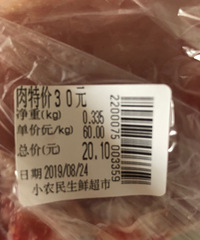 肉特价30元
净重(kg) 0.335
单价(元/kg) 60.00
总价(元) 20.10
日期 2019/08/24
小农民生鲜超市
2200075 003359